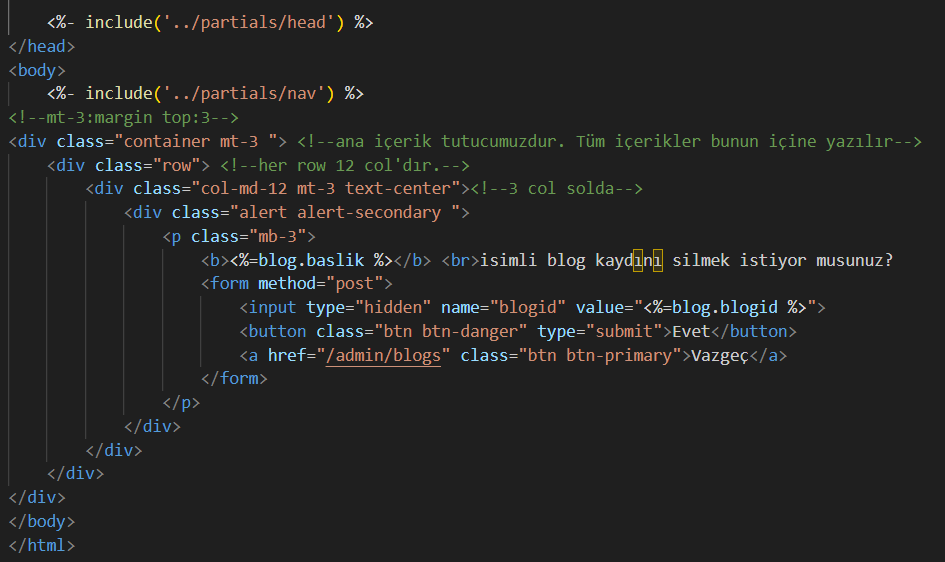 <%- include('../partials/head') %>
</head>
<body>
<%- include('../partials/nav') %>
<!--mt-3:margin top:3-->
<div class="container mt-3 "> <!--ana içerik tutucumuzdur. Tüm içerikler bunun içine yazılır-->
<div class="row"> <!--her row 12 col'dır.-->
<div class="col-md-12 mt-3 text-center"><!--3 col solda-->
<div class="alert alert-secondary ">
<p class="mb-3">
<b><%=blog.baslik %></b> <br>isimli blog kaydını silmek istiyor musunuz?
<form method="post">
<input type="hidden" name="blogid" value="<%=blog.blogid %>">
<button class="btn btn-danger" type="submit">Evet</button>
<a href="/admin/blogs" class="btn btn-primary">Vazgeç</a>
</form>
</p>
</div>
</div>
</div>
</div>
</body>
</html>